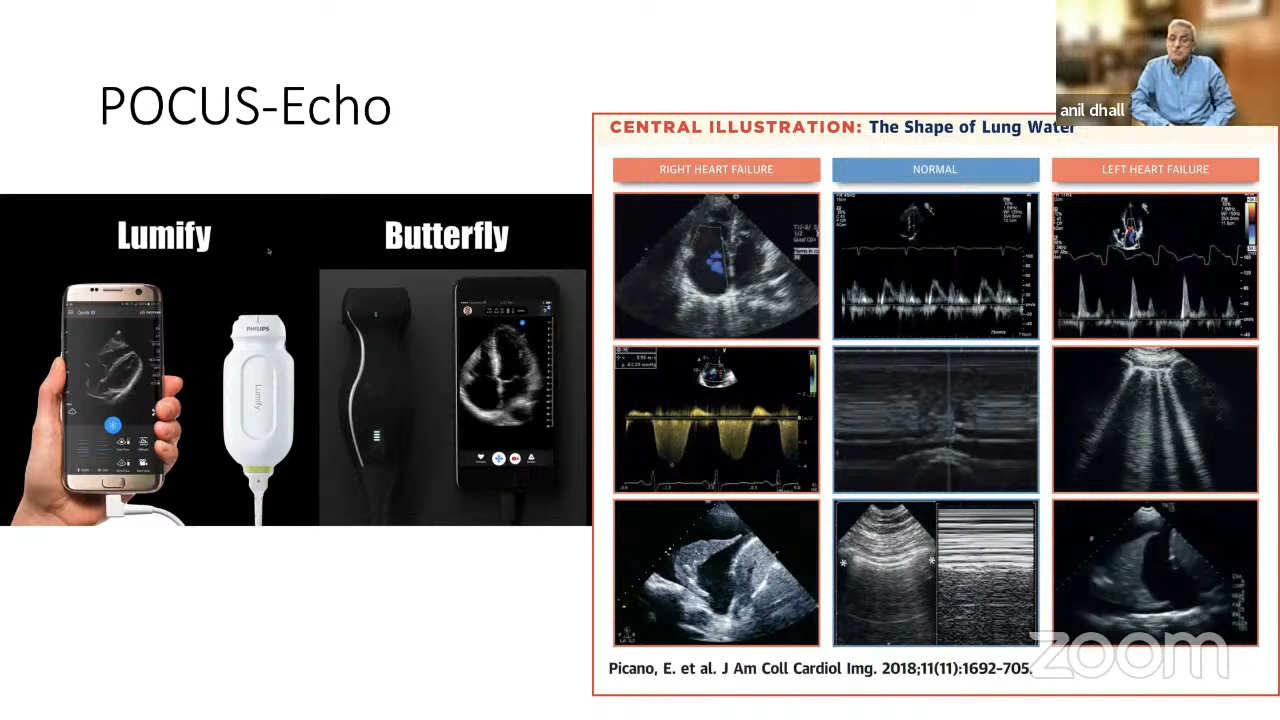 POCUS-Echo
anil dhall
Lumify
Butterfly
PHILIPS
Lumify
CENTRAL ILLUSTRATION: The Shape of Lung Water
RIGHT HEART FAILURE
NORMAL
LEFT HEART FAILURE
*
*
Picano, E. et al. J Am Coll Cardiol Img. 2018;11(11):1692-705.
zoom